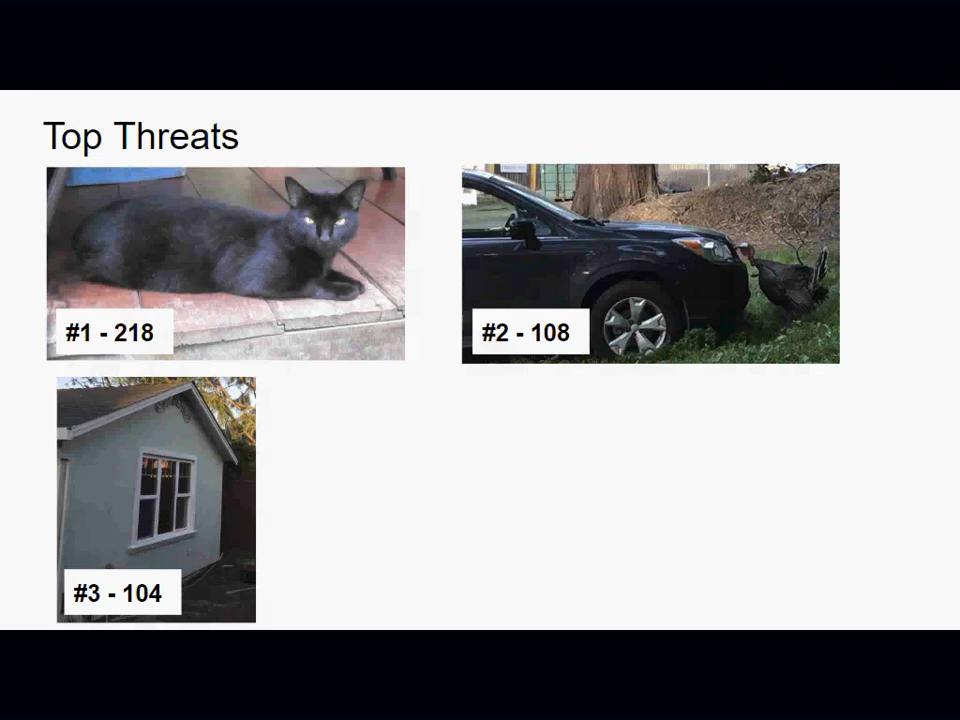 Top Threats
#1 - 218
#2 - 108
#3 - 104